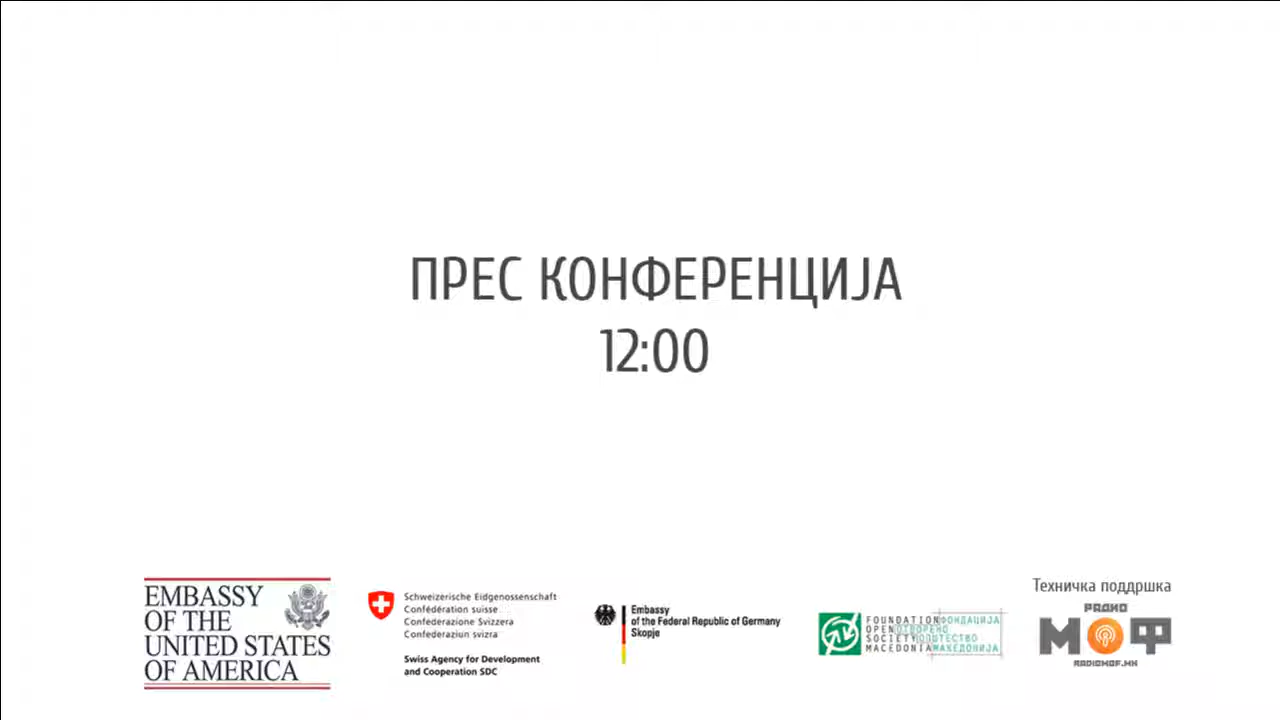 ПРЕС КОНФЕРЕНЦИЈА
12:00
EMBASSY
OF THE
UNITED STATES
OF AMERICA
Schweizerische Eidgenossenschaft
Confédération suisse
Confederazione Svizzera
Confederaziun svizra
Swiss Agency for Development
and Cooperation SDC
Embassy
of the Federal Republic of Germany
Skopje
FOUNDATION ФОНДАЦИЈА
OPEN ОТВОРЕНО
SOCIETY ОПШТЕСТВО
MACEDONIA МАКЕДОНИЈА
Техничка поддршка
РАДИО
МОФ
RADIOMOF.MK